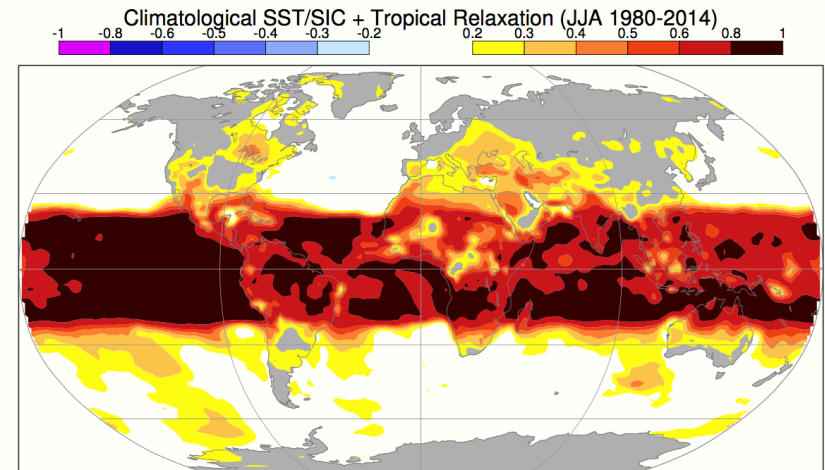 Climatological SST/SIC + Tropical Relaxation (JJA 1980-2014)
-1 -0.8 -0.6 -0.5 -0.4 -0.3 -0.2 0.2 0.3 0.4 0.5 0.6 0.8 1